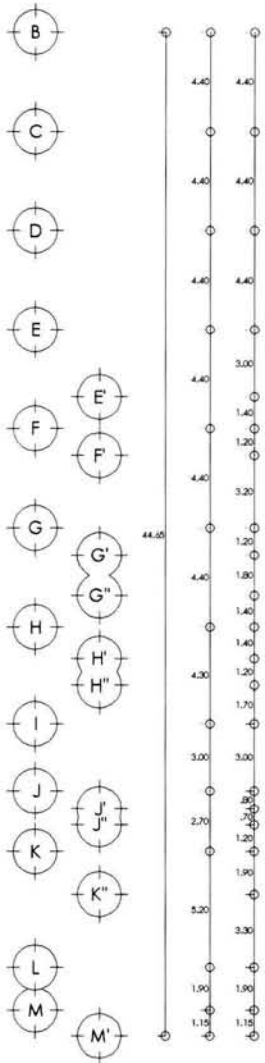 B
4.40 4.40
C
4.40 4.40
D
4.40 4.40
E
3.00
4.40
E'
1.40
F
1.20
F'
4.40
3.20
G
44.65
1.20
G'
4.40 1.80
G"
1.40
H
1.40
H'
1.20
4.30
H"
1.70
I
3.00 3.00
J
.80
J'
.70
2.70
J"
1.20
K
1.90
K"
5.20
3.30
L
1.90 1.90
M
1.15 1.15
M'